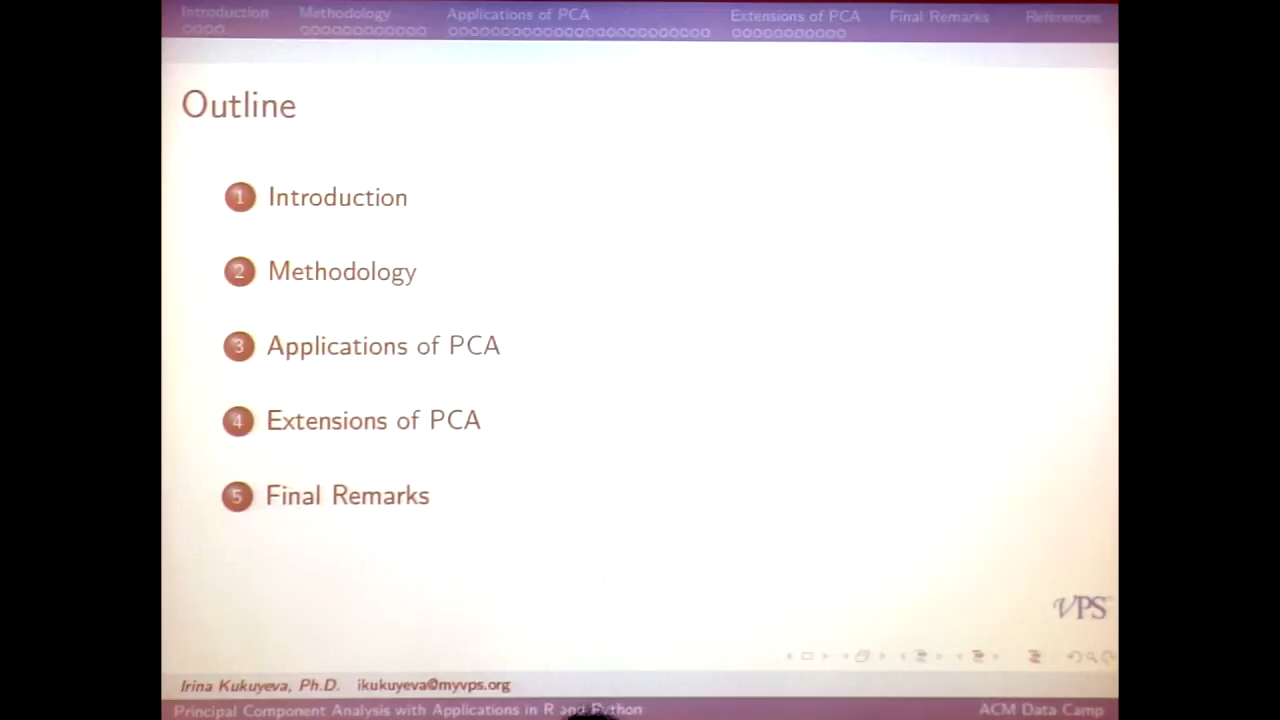 Introduction Methodology Applications of PCA Extensions of PCA Final Remarks References
Outline
1 Introduction
2 Methodology
3 Applications of PCA
4 Extensions of PCA
5 Final Remarks
VPS
Irina Kukuyeva, Ph.D. ikukuyeva@myvps.org
Principal Component Analysis with Applications in R and Python ACM Data Camp